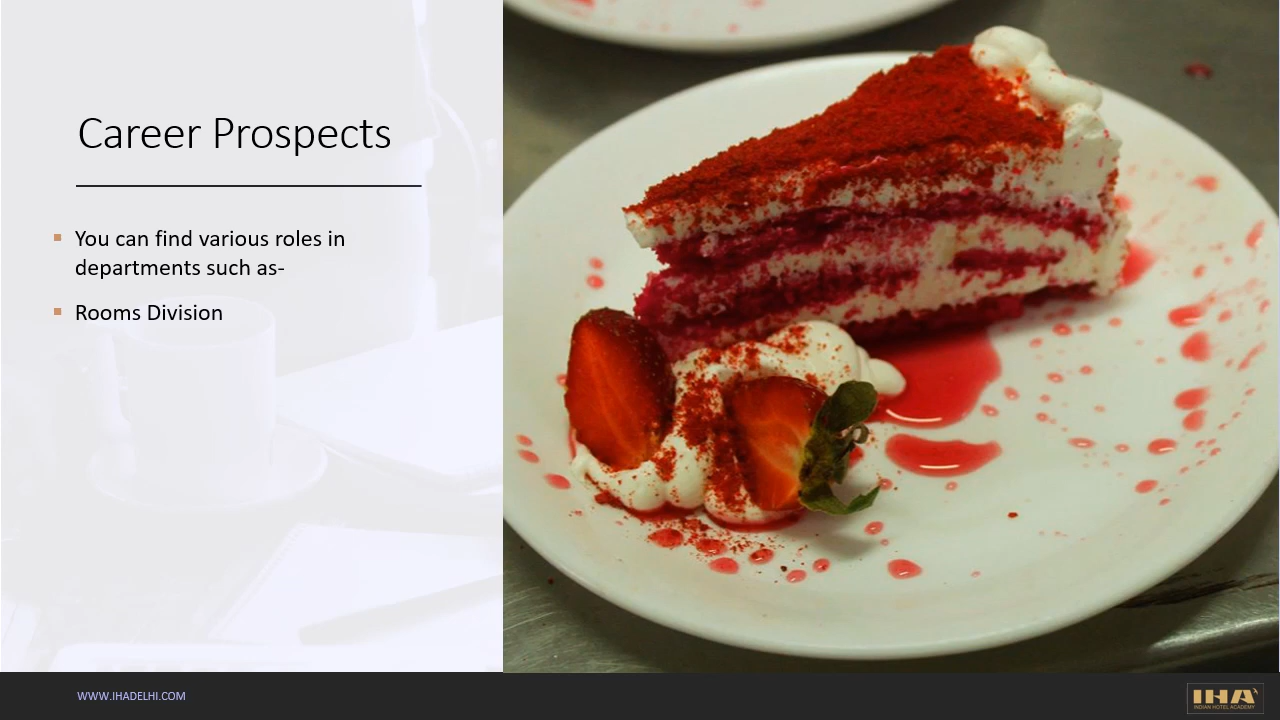 Career Prospects
You can find various roles in
departments such as-
Rooms Division
WWW.IHADELHI.COM
IHA
INDIAN HOTEL ACADEMY